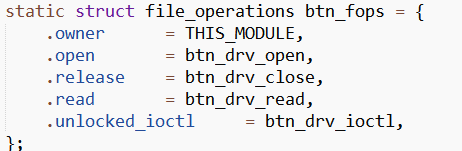 static struct file_operations btn_fops = {
    .owner      = THIS_MODULE,
    .open       = btn_drv_open,
    .release    = btn_drv_close,
    .read       = btn_drv_read,
    .unlocked_ioctl     = btn_drv_ioctl,
};